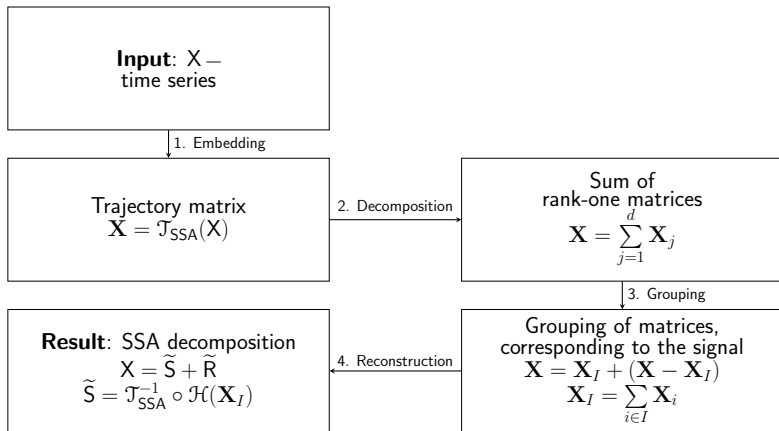 Input: X −
time series
1. Embedding
Trajectory matrix
𝐗 = 𝒯_SSA(X)
2. Decomposition
Sum of
rank-one matrices
𝐗 = ∑_{j=1}^{d} 𝐗_j
3. Grouping
Grouping of matrices,
corresponding to the signal
𝐗 = 𝐗_I + (𝐗 − 𝐗_I)
𝐗_I = ∑_{i∈I} 𝐗_i
4. Reconstruction
Result: SSA decomposition
X = S̃ + R̃
S̃ = 𝒯_SSA^{−1} ∘ ℋ(𝐗_I)